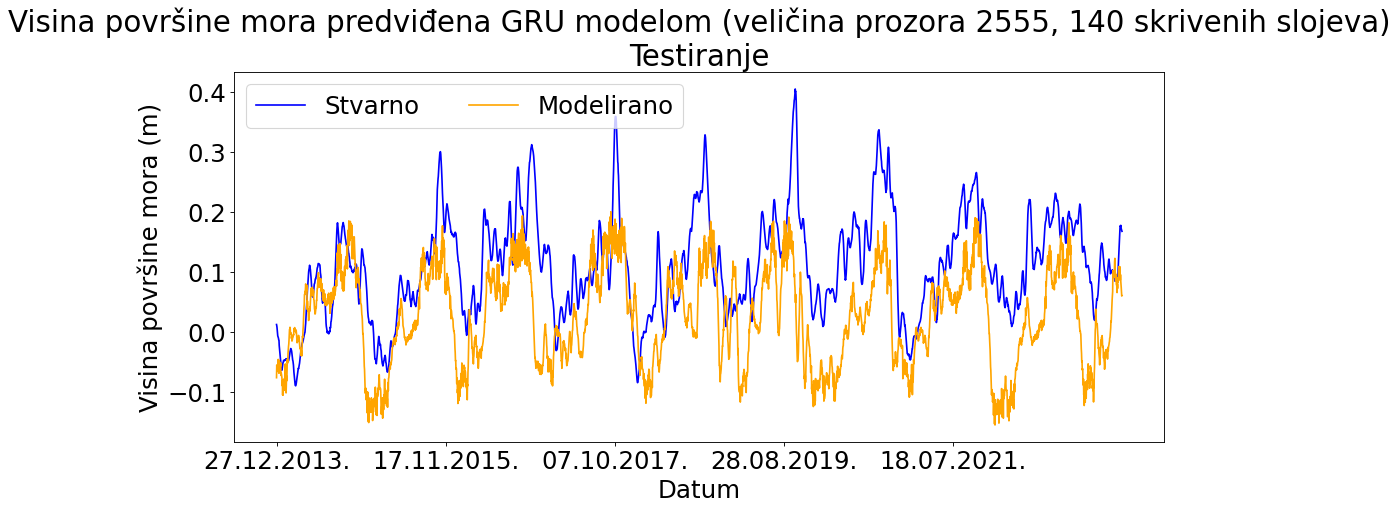 Visina površine mora predviđena GRU modelom (veličina prozora 2555, 140 skrivenih slojeva)
Testiranje
Stvarno Modelirano
Visina površine mora (m)
0.4
0.3
0.2
0.1
0.0
−0.1
27.12.2013. 17.11.2015. 07.10.2017. 28.08.2019. 18.07.2021.
Datum